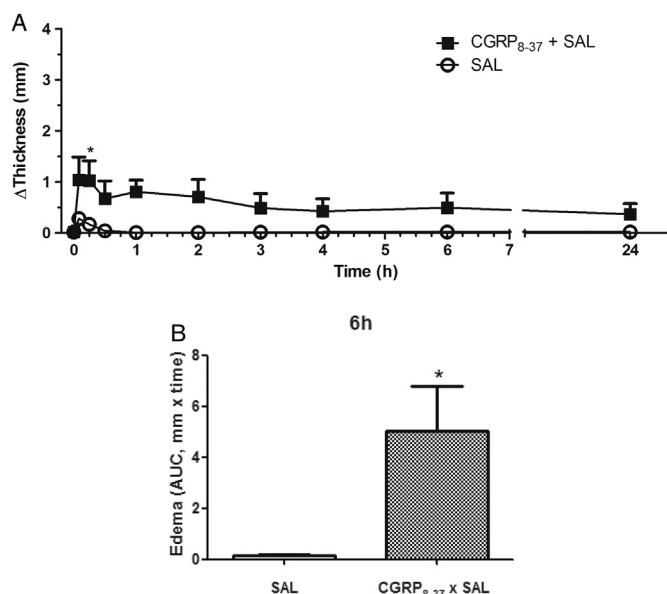 A
CGRP8-37 + SAL
SAL
ΔThickness (mm)
4
3
2
1
0
*
0 1 2 3 4 6 7 24
Time (h)
B
6h
Edema (AUC, mm x time)
8
6
4
2
0
*
SAL CGRP8-37 x SAL